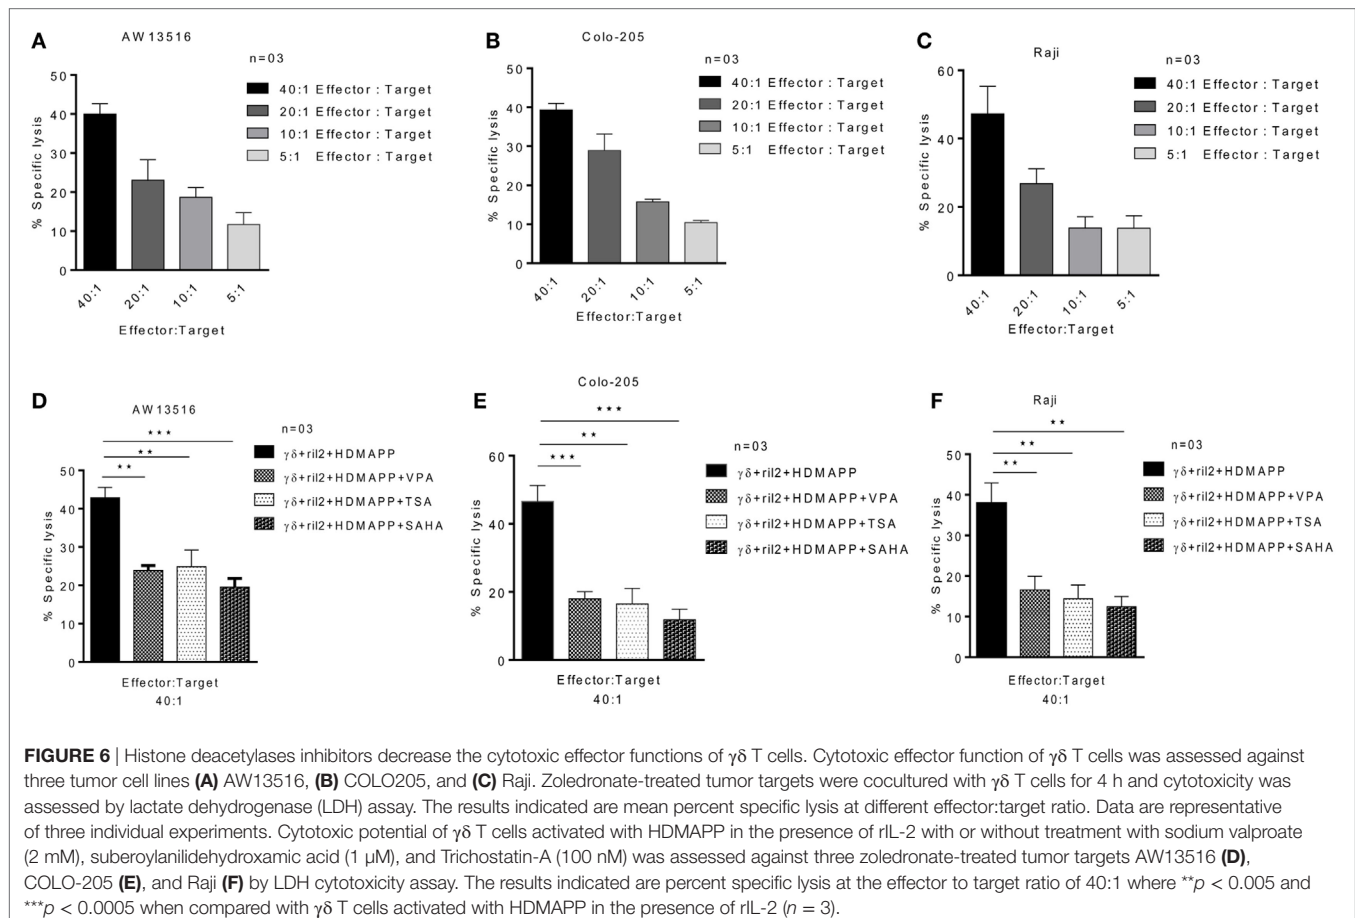 A
AW13516
n=03
40:1 Effector : Target
20:1 Effector : Target
10:1 Effector : Target
5:1 Effector : Target
% Specific lysis
50
40
30
20
10
0
40:1
20:1
10:1
5:1
Effector:Target
B
Colo-205
n=03
40:1 Effector : Target
20:1 Effector : Target
10:1 Effector : Target
5:1 Effector : Target
% Specific lysis
50
40
30
20
10
0
40:1
20:1
10:1
5:1
Effector:Target
C
Raji
n=03
40:1 Effector : Target
20:1 Effector : Target
10:1 Effector : Target
5:1 Effector : Target
% Specific lysis
60
40
20
0
40:1
20:1
10:1
5:1
Effector:Target
D
AW13516
n=03
***
**
**
γδ+ril2+HDMAPP
γδ+ril2+HDMAPP+VPA
γδ+ril2+HDMAPP+TSA
γδ+ril2+HDMAPP+SAHA
% Specific lysis
50
40
30
20
10
0
Effector:Target
40:1
E
Colo-205
n=03
***
**
***
γδ+ril2+HDMAPP
γδ+ril2+HDMAPP+VPA
γδ+ril2+HDMAPP+TSA
γδ+ril2+HDMAPP+SAHA
% Specific lysis
60
40
20
0
Effector:Target
40:1
F
Raji
n=03
**
**
**
γδ+ril2+HDMAPP
γδ+ril2+HDMAPP+VPA
γδ+ril2+HDMAPP+TSA
γδ+ril2+HDMAPP+SAHA
% Specific lysis
50
40
30
20
10
0
Effector:Target
40:1
FIGURE 6 | Histone deacetylases inhibitors decrease the cytotoxic effector functions of γδ T cells. Cytotoxic effector function of γδ T cells was assessed against
three tumor cell lines (A) AW13516, (B) COLO205, and (C) Raji. Zoledronate-treated tumor targets were cocultured with γδ T cells for 4 h and cytotoxicity was
assessed by lactate dehydrogenase (LDH) assay. The results indicated are mean percent specific lysis at different effector:target ratio. Data are representative
of three individual experiments. Cytotoxic potential of γδ T cells activated with HDMAPP in the presence of rIL-2 with or without treatment with sodium valproate
(2 mM), suberoylanilidehydroxamic acid (1 μM), and Trichostatin-A (100 nM) was assessed against three zoledronate-treated tumor targets AW13516 (D),
COLO-205 (E), and Raji (F) by LDH cytotoxicity assay. The results indicated are percent specific lysis at the effector to target ratio of 40:1 where **p < 0.005 and
***p < 0.0005 when compared with γδ T cells activated with HDMAPP in the presence of rIL-2 (n = 3).